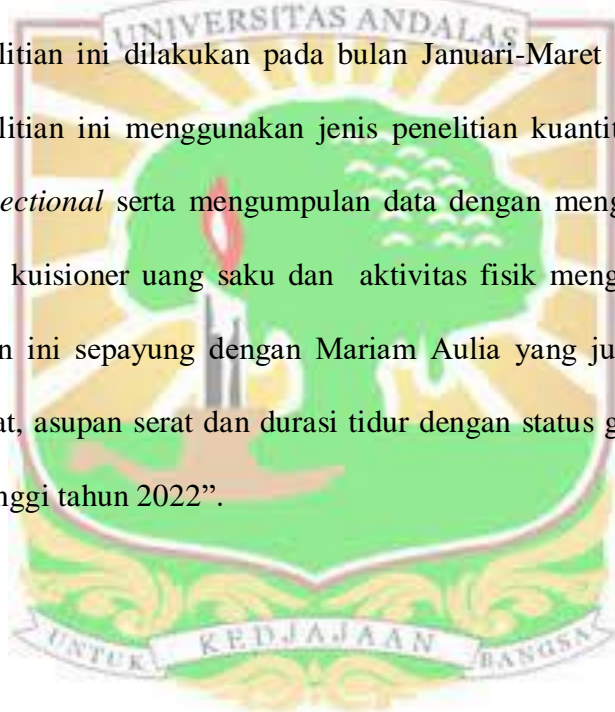 UNIVERSITAS ANDALAS
litian ini dilakukan pada bulan Januari-Maret
litian ini menggunakan jenis penelitian kuantit
ectional serta mengumpulan data dengan meng
kuisioner uang saku dan aktivitas fisik meng
n ini sepayung dengan Mariam Aulia yang ju
at, asupan serat dan durasi tidur dengan status g
nggi tahun 2022”.
UNTUK KEDJAJAAN BANGSA